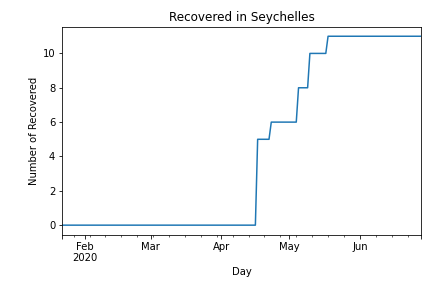 Recovered in Seychelles
Number of Recovered
10
8
6
4
2
0
Feb
2020
Mar
Apr
May
Jun
Day